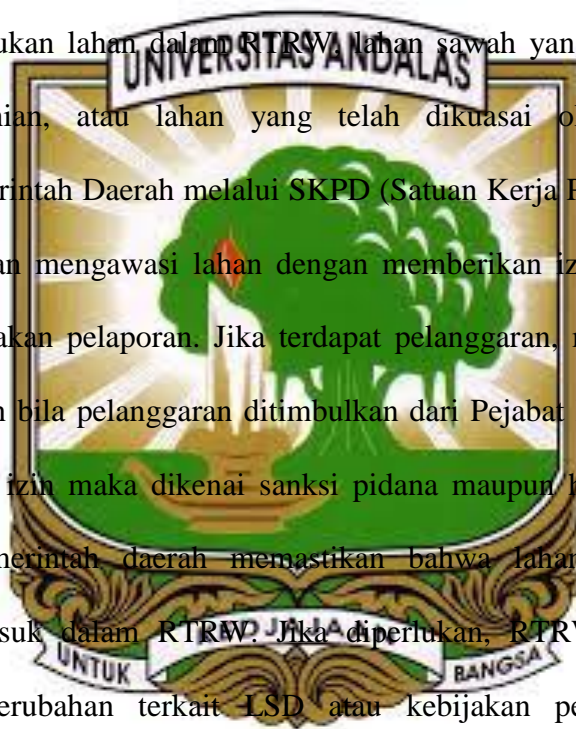 ukan lahan dalam RTRW, lahan sawah yan
UNIVERSITAS ANDALAS
nian, atau lahan yang telah dikuasai o
rintah Daerah melalui SKPD (Satuan Kerja
an mengawasi lahan dengan memberikan iz
akan pelaporan. Jika terdapat pelanggaran,
bila pelanggaran ditimbulkan dari Pejabat
izin maka dikenai sanksi pidana maupun
merintah daerah memastikan bahwa lahan
suk dalam RTRW. Jika diperlukan, RTRW
KEDJAJAAN
UNTUK BANGSA
erubahan terkait LSD atau kebijakan pe